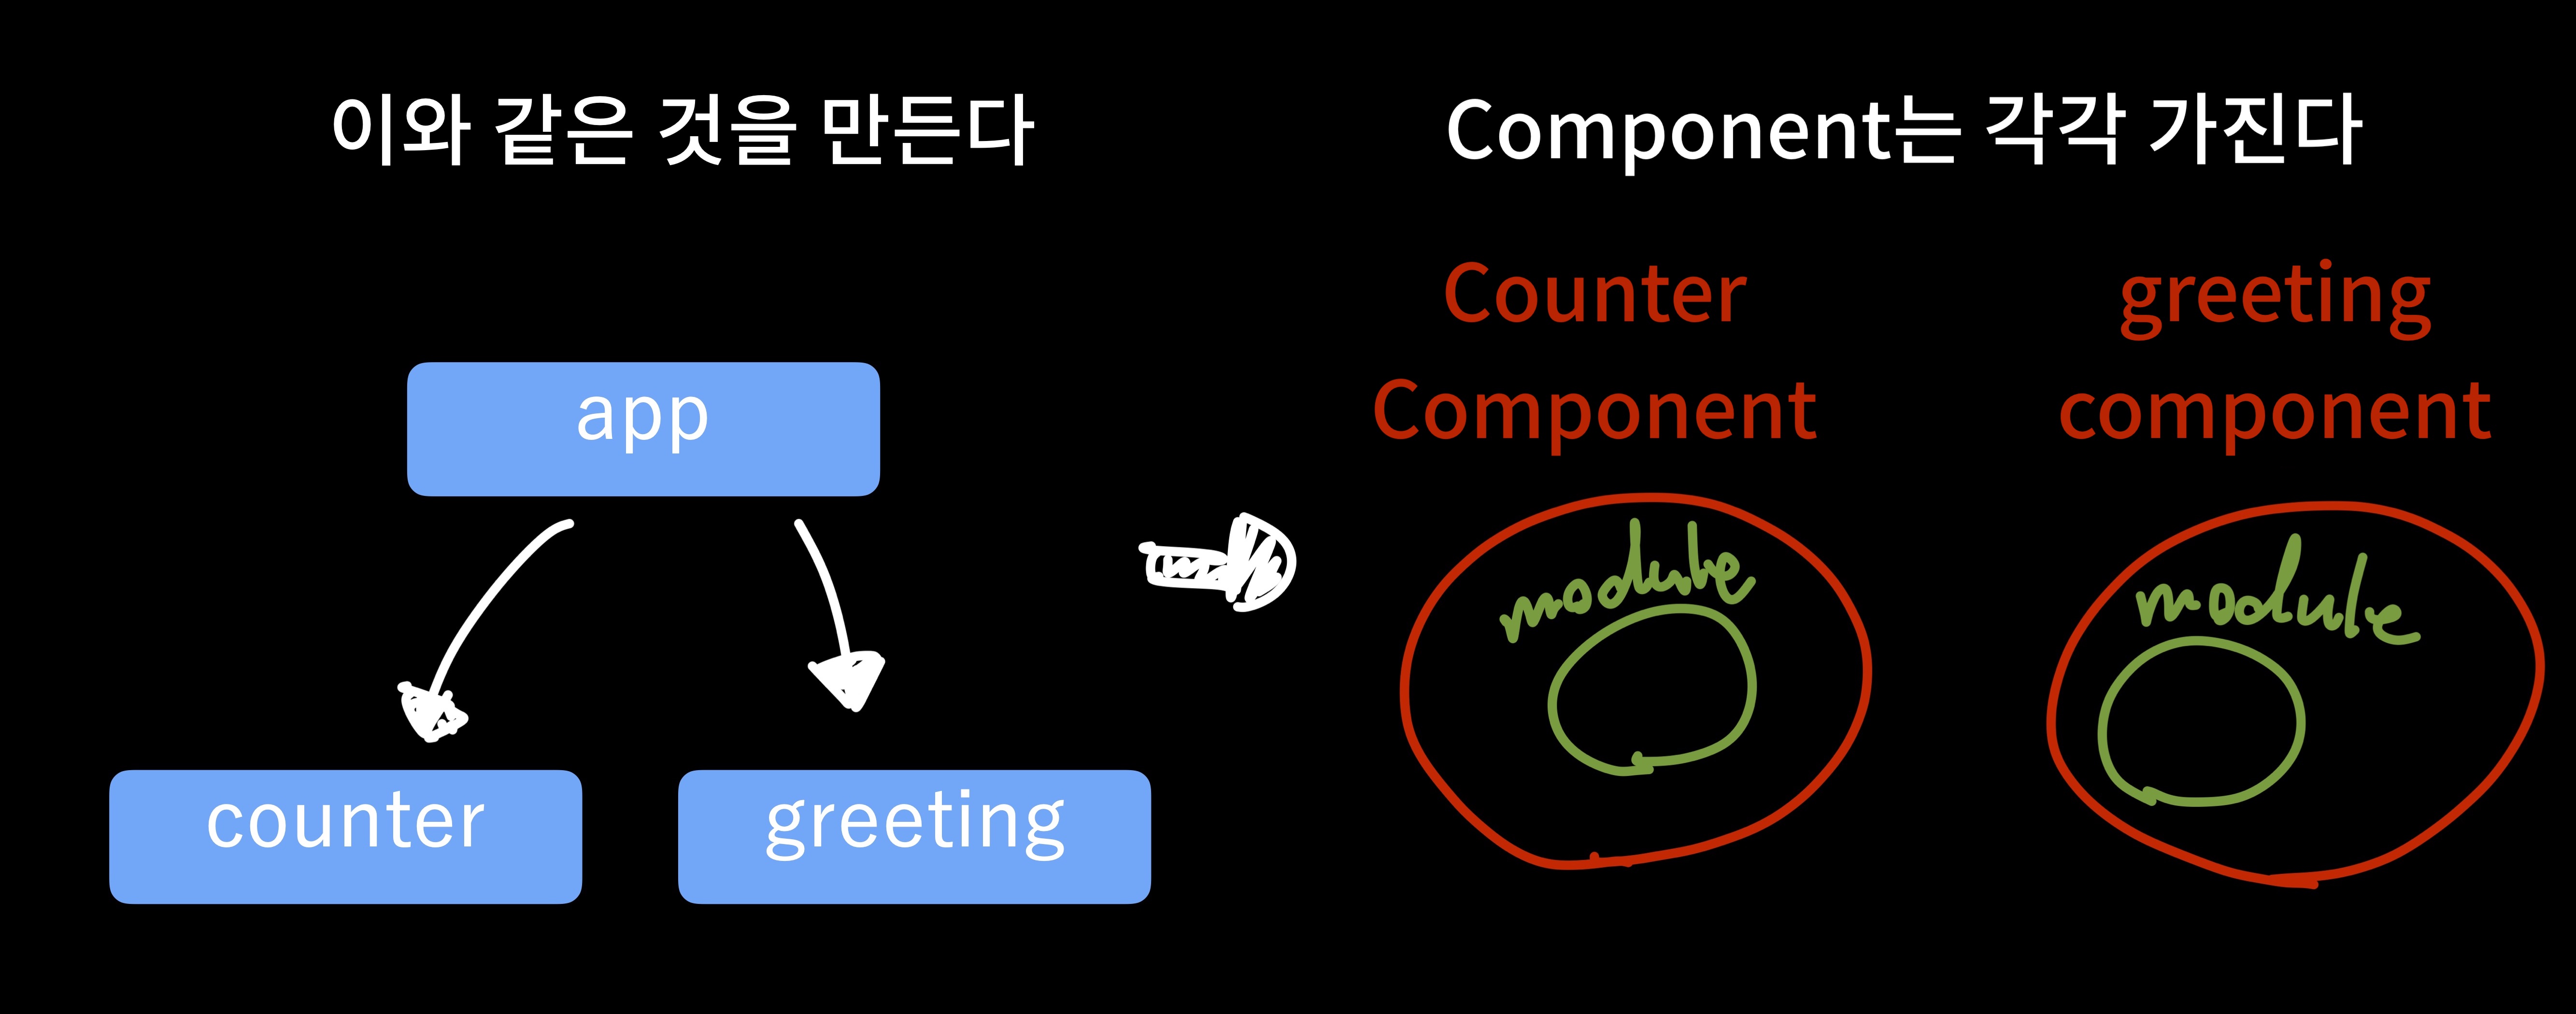 이와 같은 것을 만든다
app
counter
greeting
Component는 각각 가진다
Counter
Component
module
greeting
component
module